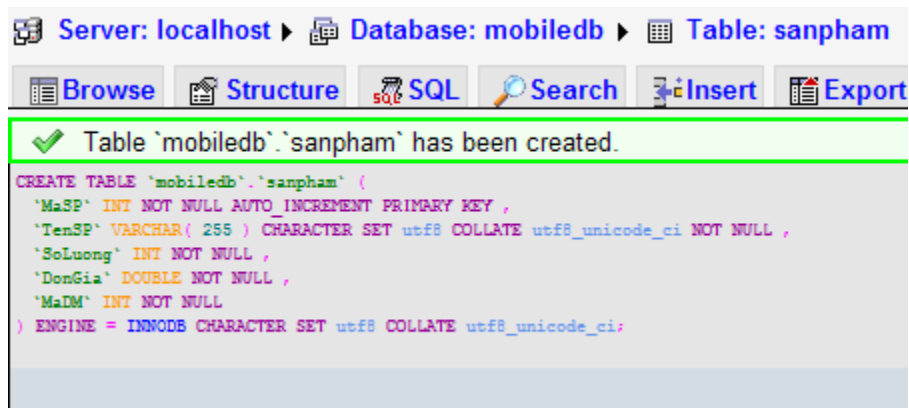 Server: localhost ▸ Database: mobiledb ▸ Table: sanpham
Browse Structure SQL Search Insert Export
Table `mobiledb`.`sanpham` has been created.
CREATE TABLE `mobiledb`.`sanpham` (
`MaSP` INT NOT NULL AUTO_INCREMENT PRIMARY KEY ,
`TenSP` VARCHAR( 255 ) CHARACTER SET utf8 COLLATE utf8_unicode_ci NOT NULL ,
`SoLuong` INT NOT NULL ,
`DonGia` DOUBLE NOT NULL ,
`MaDM` INT NOT NULL
) ENGINE = INNODB CHARACTER SET utf8 COLLATE utf8_unicode_ci;